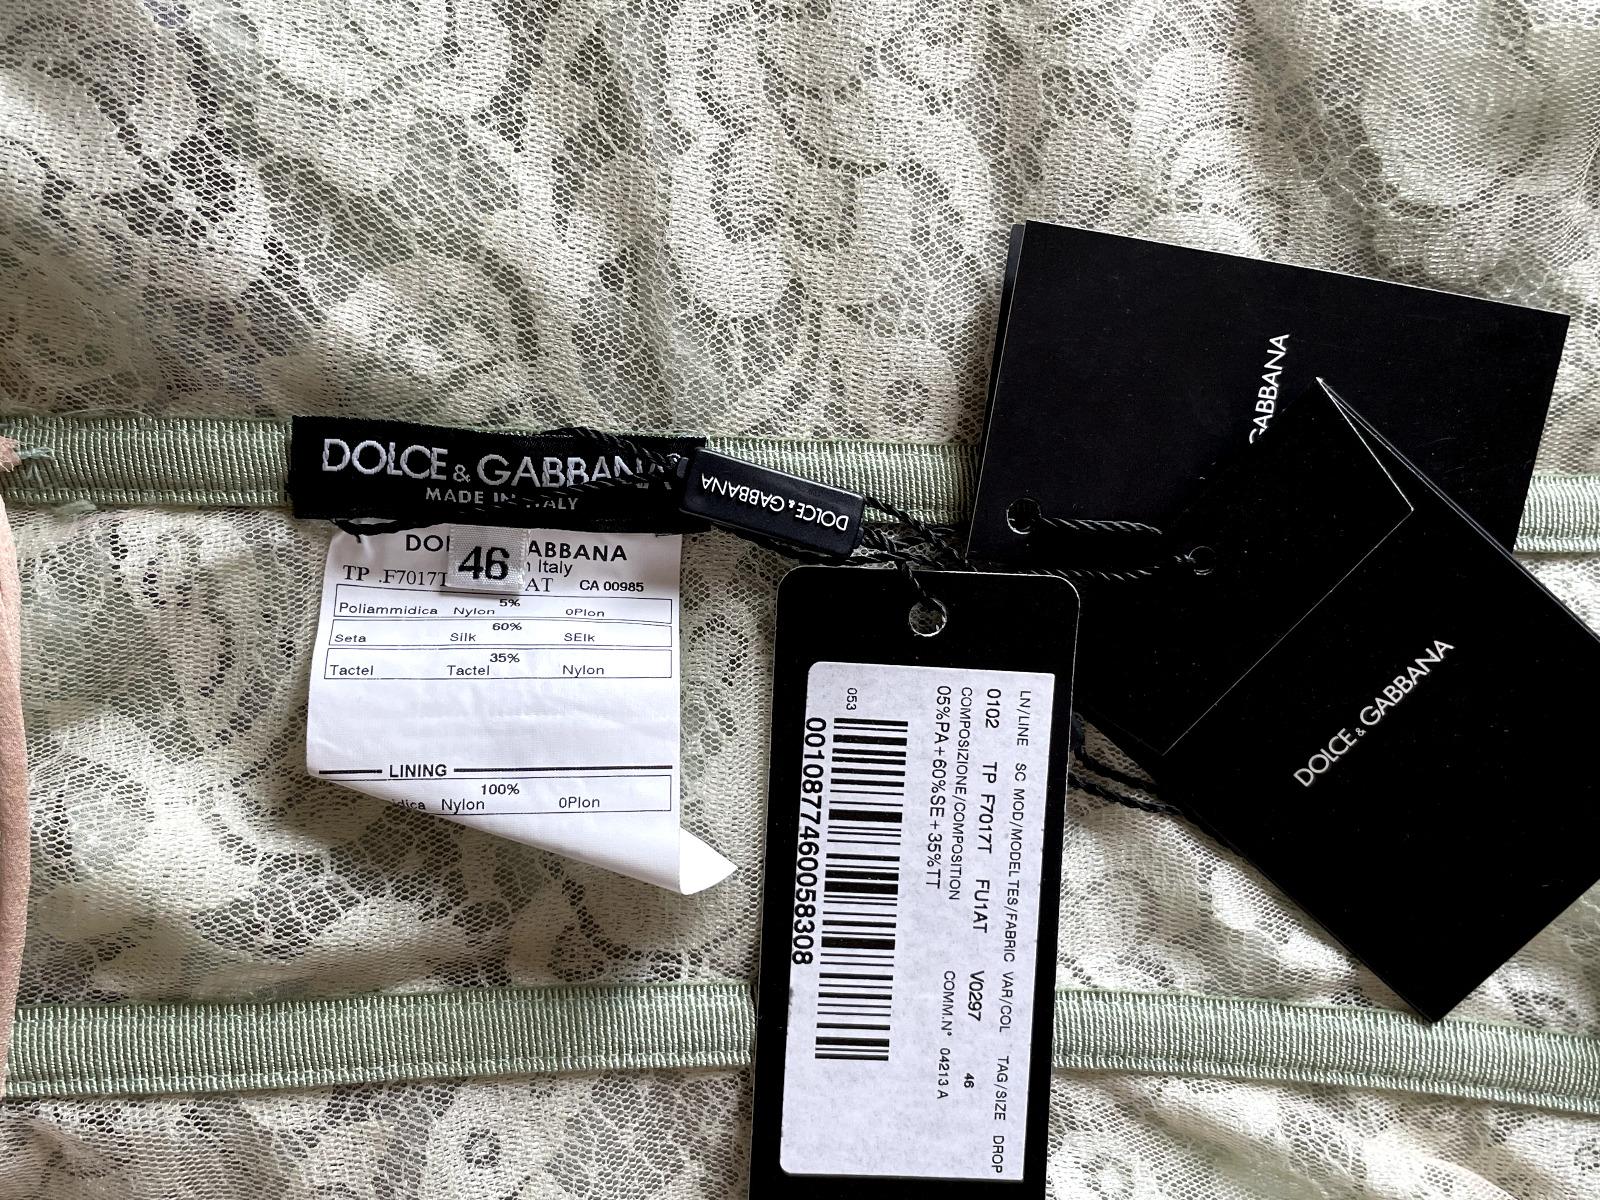 DOLCE & GABBANA
MADE IN ITALY
46
ABBANA
Italy
TP .F7017T AT CA 00985
5%
Poliammidica Nylon 0Plon
60%
Seta Silk SEIk
35%
Tactel Tactel Nylon
LINING
100%
dica Nylon 0Plon
DOLCE & GABBANA
LN/LINE SC MOD/MODEL TES/FABRIC VAR/COL TAG/SIZE DROP
0102 TP F7017T FU1AT V0297 46
COMPOSIZIONE/COMPOSITION COMM.N° 04213 A
05%PA+60%SE+35%TT
053
0010877460058308
GABBANA
DOLCE & GABBANA